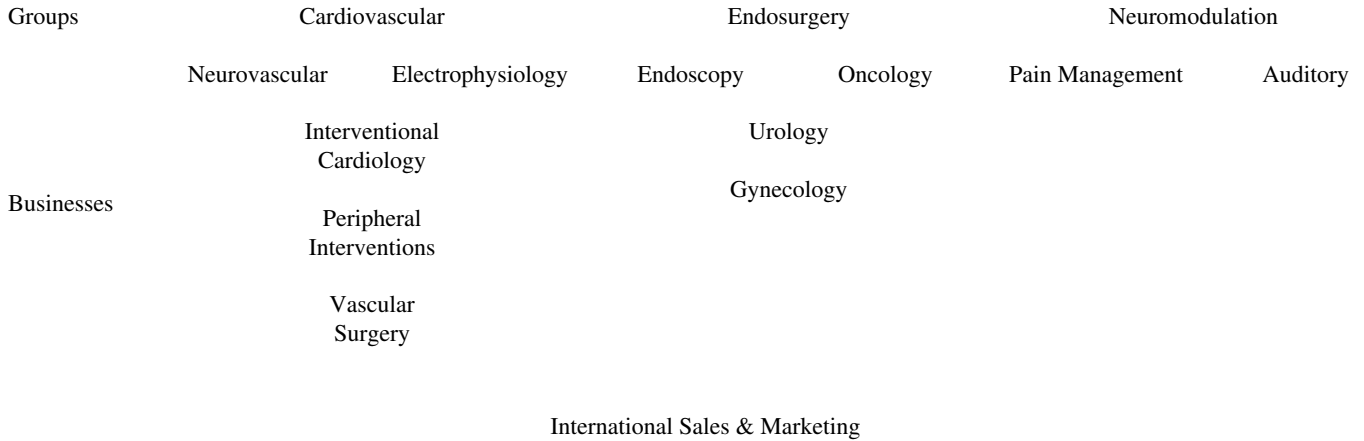 Groups Cardiovascular Endosurgery Neuromodulation
Neurovascular Electrophysiology Endoscopy Oncology Pain Management Auditory
Interventional
Cardiology
Urology
Gynecology
Businesses
Peripheral
Interventions
Vascular
Surgery
International Sales & Marketing